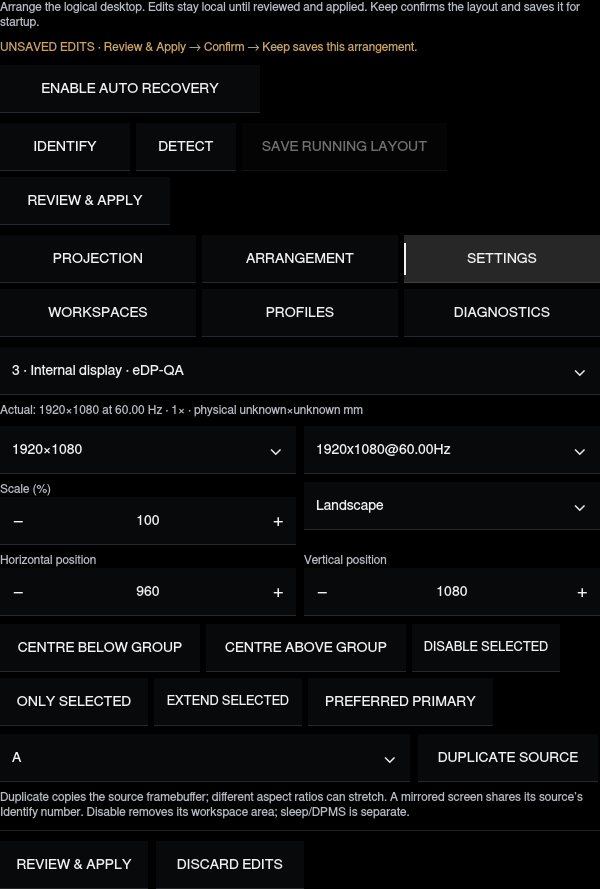 Arrange the logical desktop. Edits stay local until reviewed and applied. Keep confirms the layout and saves it for
startup.
UNSAVED EDITS · Review & Apply → Confirm → Keep saves this arrangement.
ENABLE AUTO RECOVERY
IDENTIFY
DETECT
SAVE RUNNING LAYOUT
REVIEW & APPLY
PROJECTION
ARRANGEMENT
SETTINGS
WORKSPACES
PROFILES
DIAGNOSTICS
3 · Internal display · eDP-QA
Actual: 1920×1080 at 60.00 Hz · 1× · physical unknown×unknown mm
1920×1080
1920x1080@60.00Hz
Scale (%)
− 100 +
Landscape
Horizontal position
− 960 +
Vertical position
− 1080 +
CENTRE BELOW GROUP
CENTRE ABOVE GROUP
DISABLE SELECTED
ONLY SELECTED
EXTEND SELECTED
PREFERRED PRIMARY
A
DUPLICATE SOURCE
Duplicate copies the source framebuffer; different aspect ratios can stretch. A mirrored screen shares its source's
Identify number. Disable removes its workspace area; sleep/DPMS is separate.
REVIEW & APPLY
DISCARD EDITS